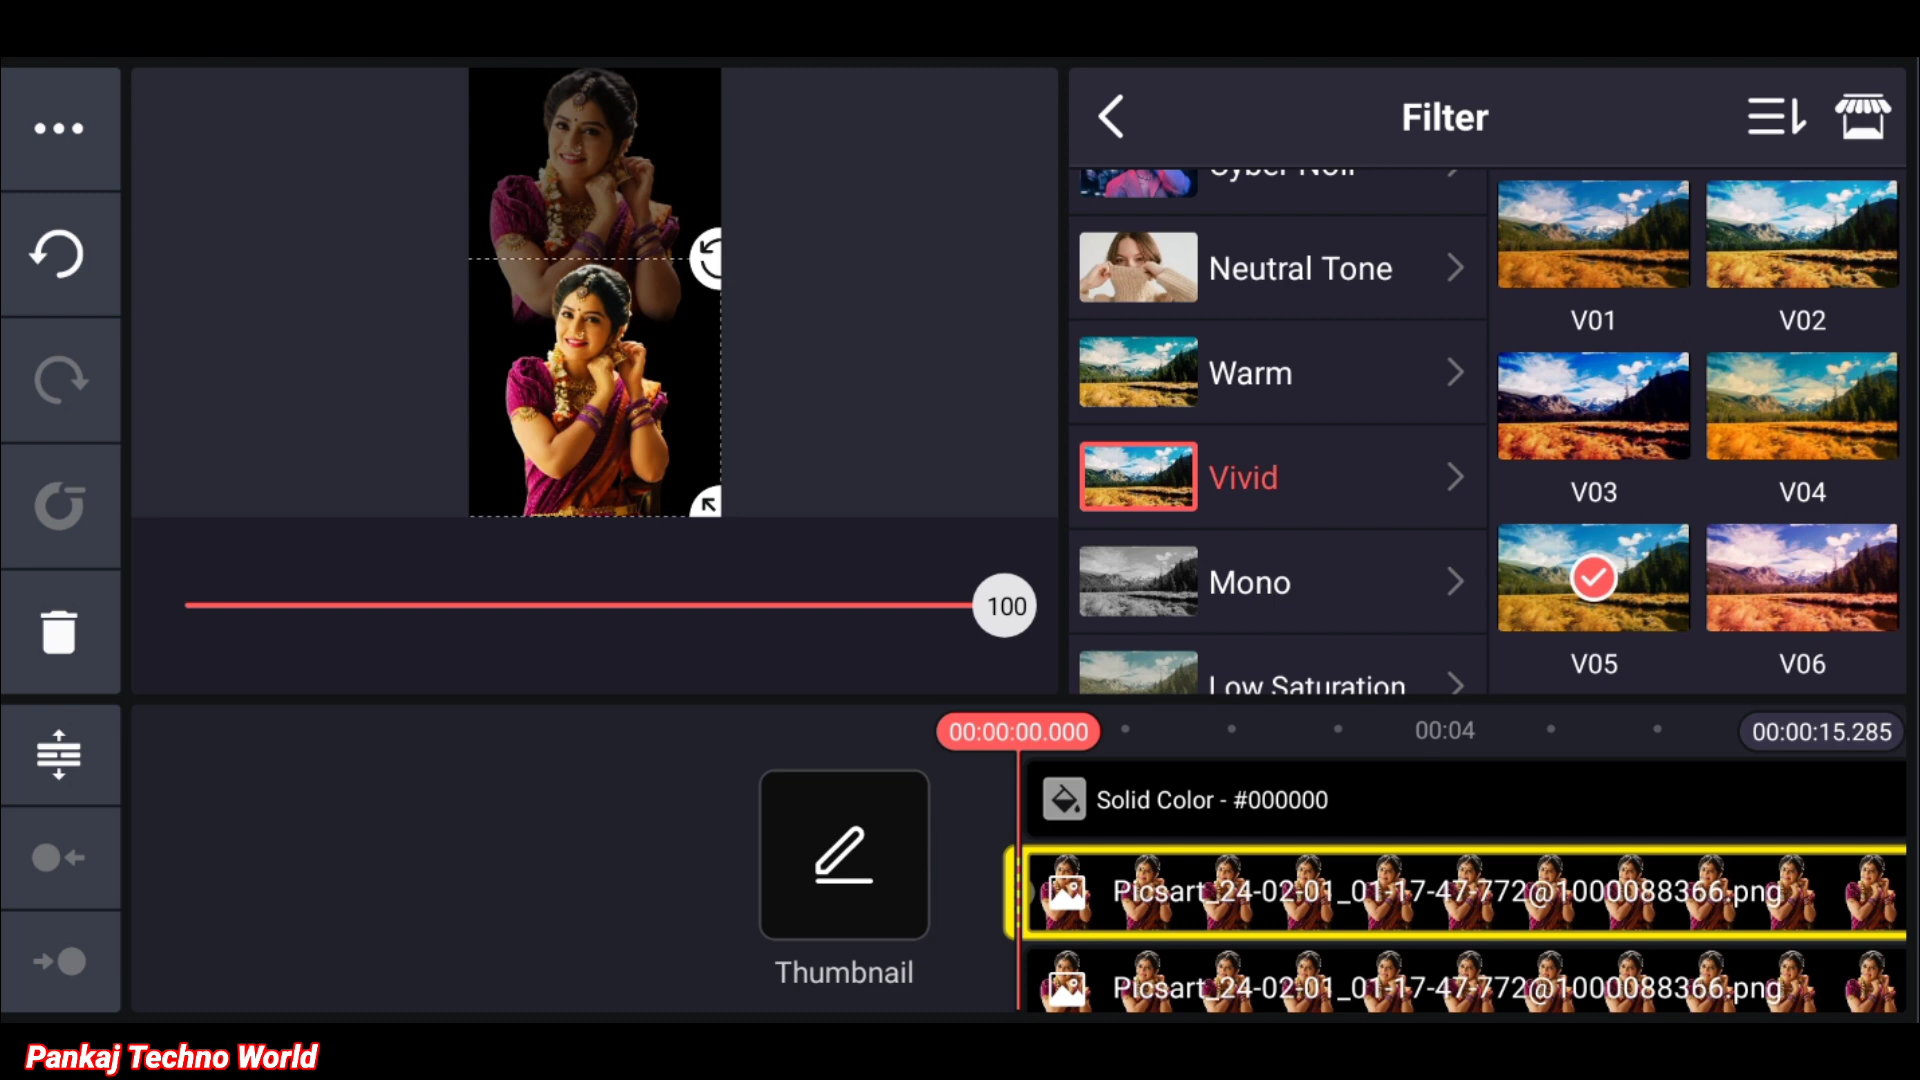 Filter
Cyber Noir
Neutral Tone
Warm
Vivid
Mono
Low Saturation
V01
V02
V03
V04
V05
V06
100
00:00:00.000
00:04
00:00:15.285
Solid Color - #000000
Picsart_24-02-01_01-17-47-772@1000088366.png
Picsart_24-02-01_01-17-47-772@1000088366.png
Thumbnail
Pankaj Techno World